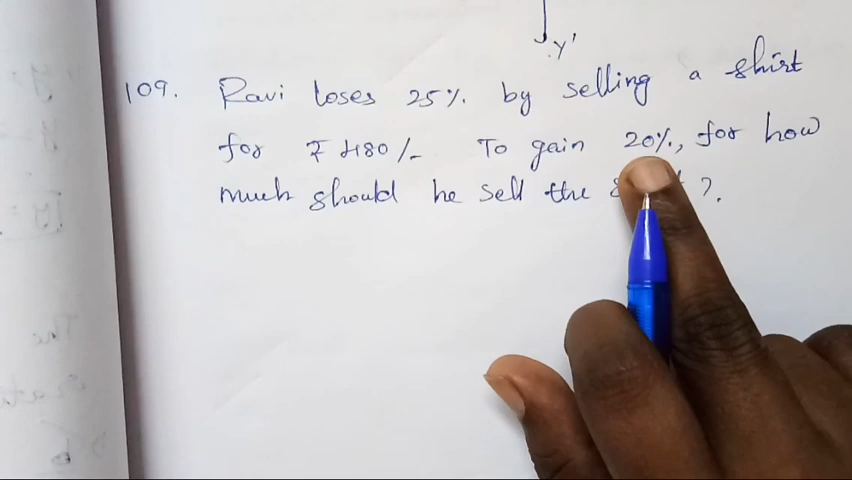 Y'
109. Ravi loses 25%. by selling a shirt
for ₹480/- To gain 20%, for how
much should he sell the ?.